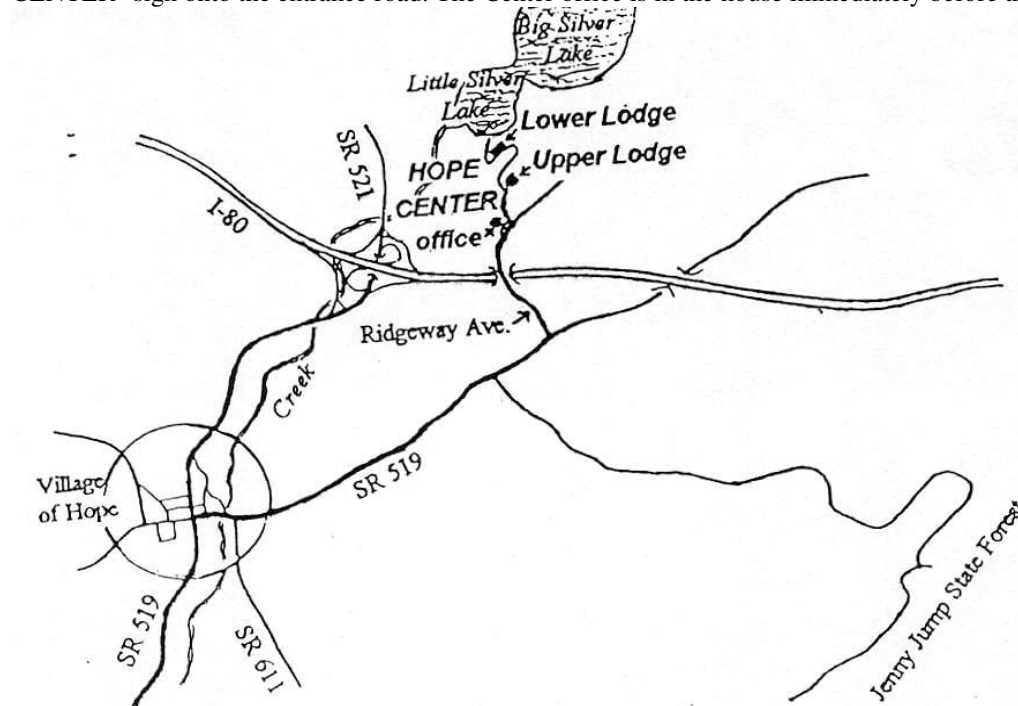 CENTER" sign onto the entrance road. The Center office is in the house immediately before
Big Silver
Lake
Little Silver
Lake
Lower Lodge
Upper Lodge
HOPE
CENTER
office
SR 521
I-80
Ridgeway Ave.
Creek
SR 519
Village
of Hope
SR 519
SR 611
Jenny Jump State Forest